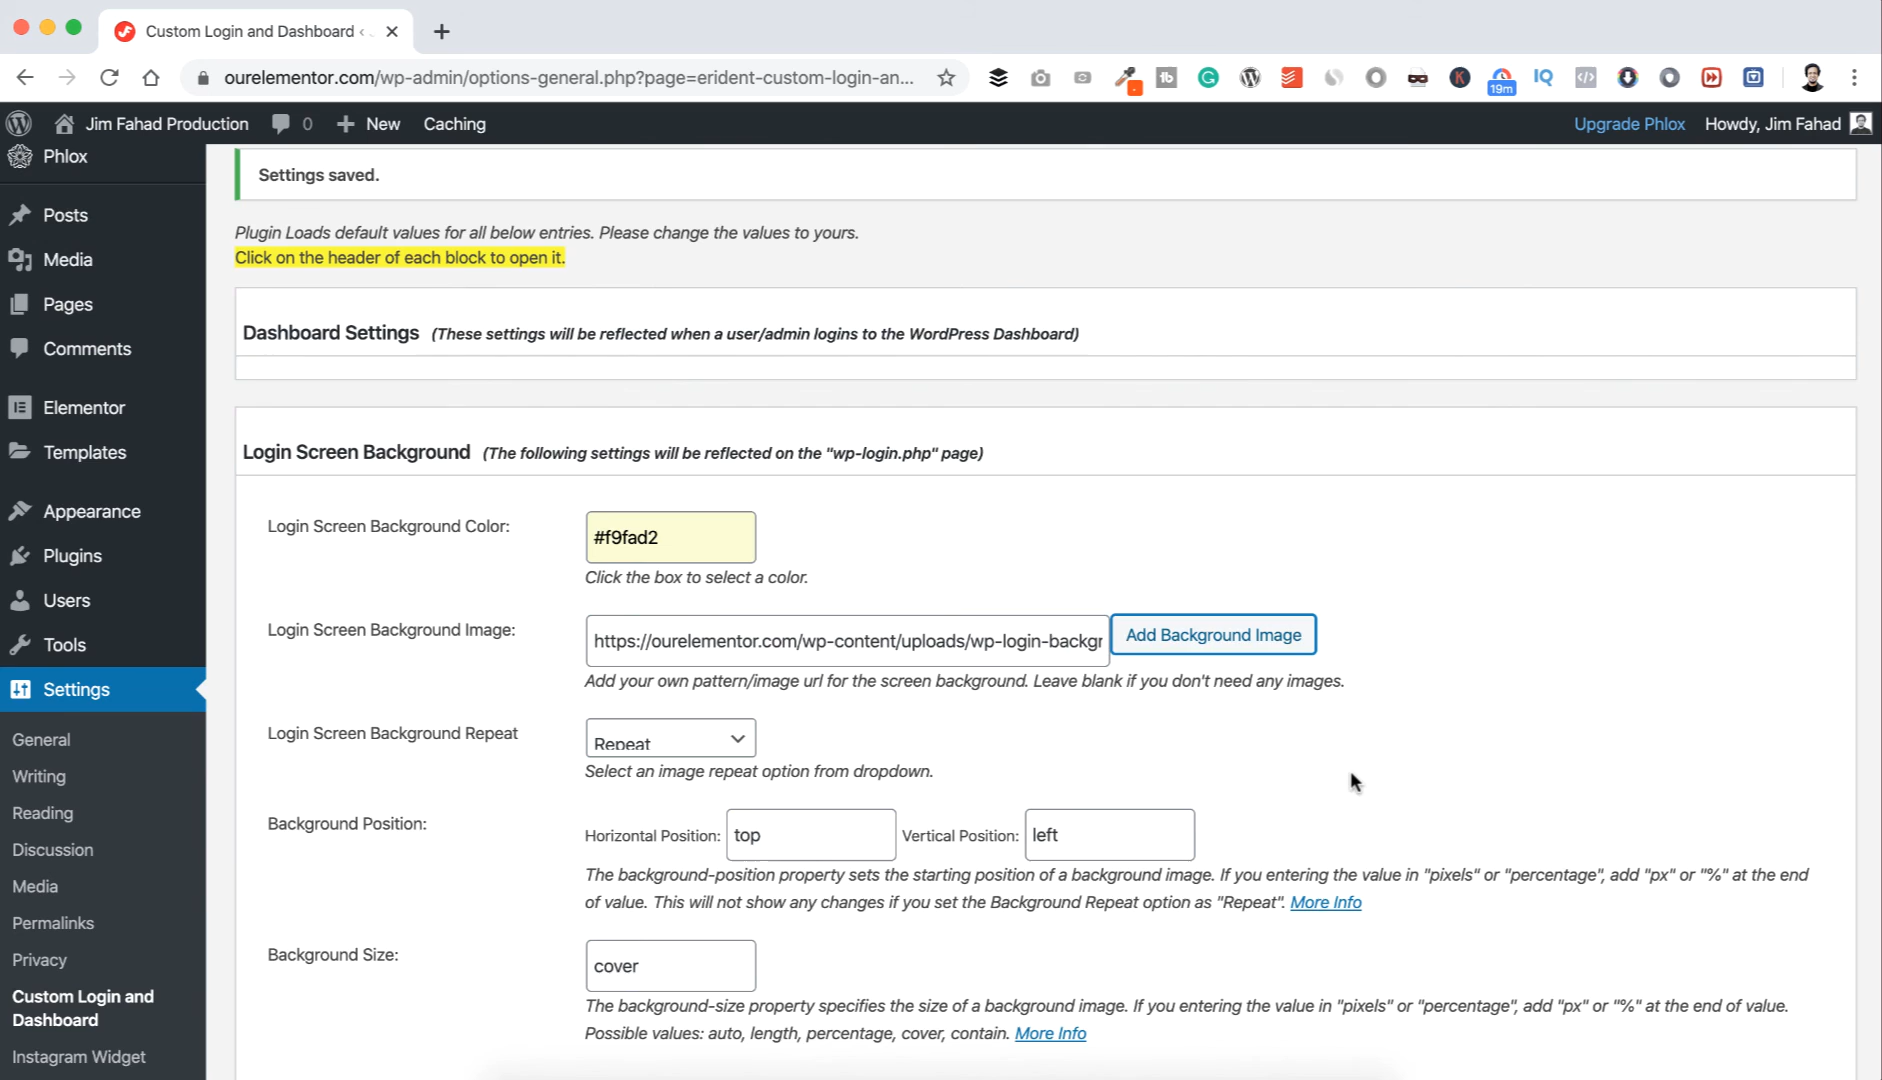 Custom Login and Dashboard ‹
ourelementor.com/wp-admin/options-general.php?page=erident-custom-login-an...
19m
Jim Fahad Production
0
New
Caching
Upgrade Phlox
Howdy, Jim Fahad
Phlox
Posts
Media
Pages
Comments
Elementor
Templates
Appearance
Plugins
Users
Tools
Settings
General
Writing
Reading
Discussion
Media
Permalinks
Privacy
Custom Login and
Dashboard
Instagram Widget
Settings saved.
Plugin Loads default values for all below entries. Please change the values to yours.
Click on the header of each block to open it.
Dashboard Settings (These settings will be reflected when a user/admin logins to the WordPress Dashboard)
Login Screen Background (The following settings will be reflected on the "wp-login.php" page)
Login Screen Background Color:
#f9fad2
Click the box to select a color.
Login Screen Background Image:
https://ourelementor.com/wp-content/uploads/wp-login-backgr
Add Background Image
Add your own pattern/image url for the screen background. Leave blank if you don't need any images.
Login Screen Background Repeat
Repeat
Select an image repeat option from dropdown.
Background Position:
Horizontal Position: top Vertical Position: left
The background-position property sets the starting position of a background image. If you entering the value in "pixels" or "percentage", add "px" or "%" at the end
of value. This will not show any changes if you set the Background Repeat option as "Repeat". More Info
Background Size:
cover
The background-size property specifies the size of a background image. If you entering the value in "pixels" or "percentage", add "px" or "%" at the end of value.
Possible values: auto, length, percentage, cover, contain. More Info